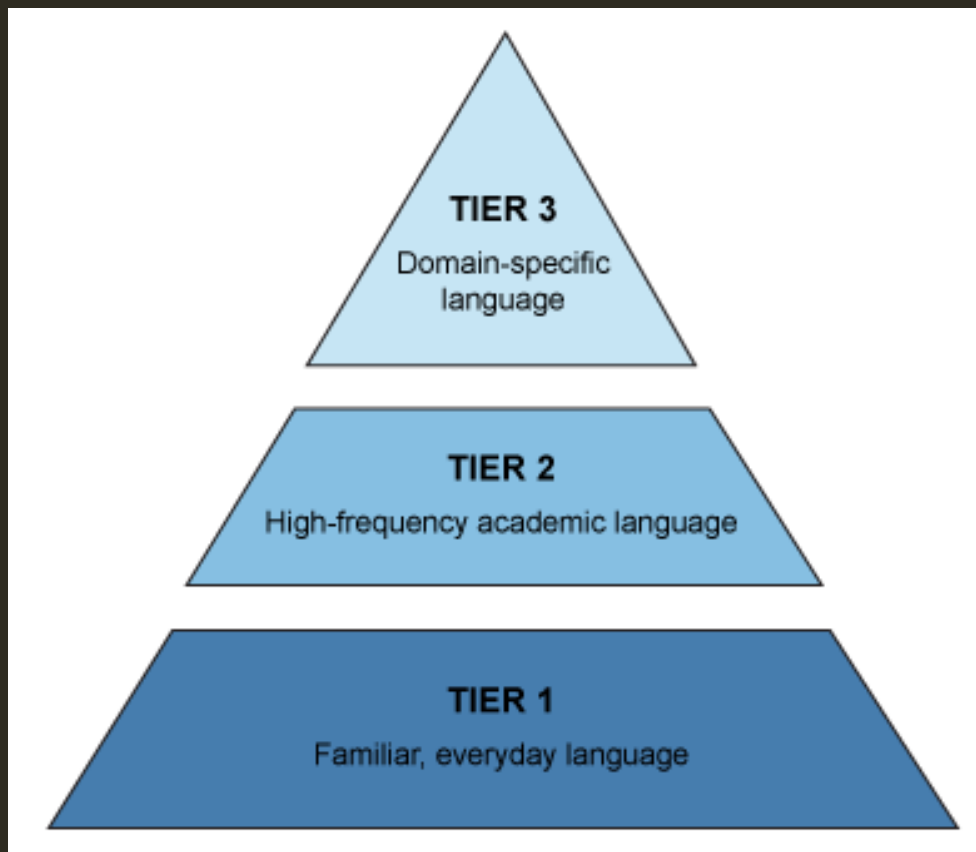 TIER 3
Domain-specific
language
TIER 2
High-frequency academic language
TIER 1
Familiar, everyday language